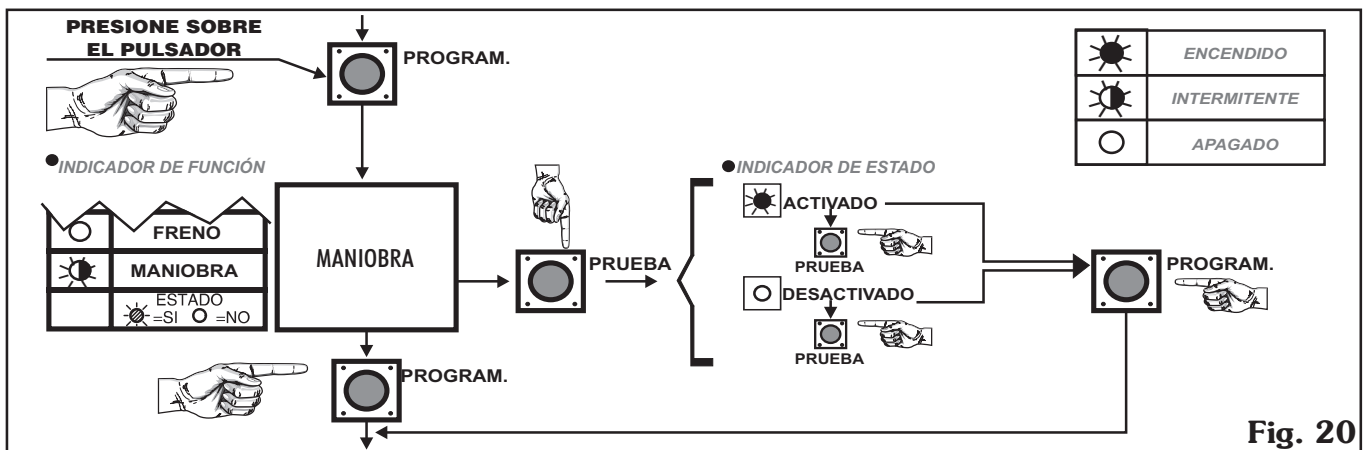 PRESIONE SOBRE
EL PULSADOR
PROGRAM.
ENCENDIDO
INTERMITENTE
APAGADO
INDICADOR DE FUNCIÓN
FRENO
MANIOBRA
ESTADO
=SI =NO
MANIOBRA
PRUEBA
INDICADOR DE ESTADO
ACTIVADO
PRUEBA
DESACTIVADO
PRUEBA
PROGRAM.
PROGRAM.
Fig. 20